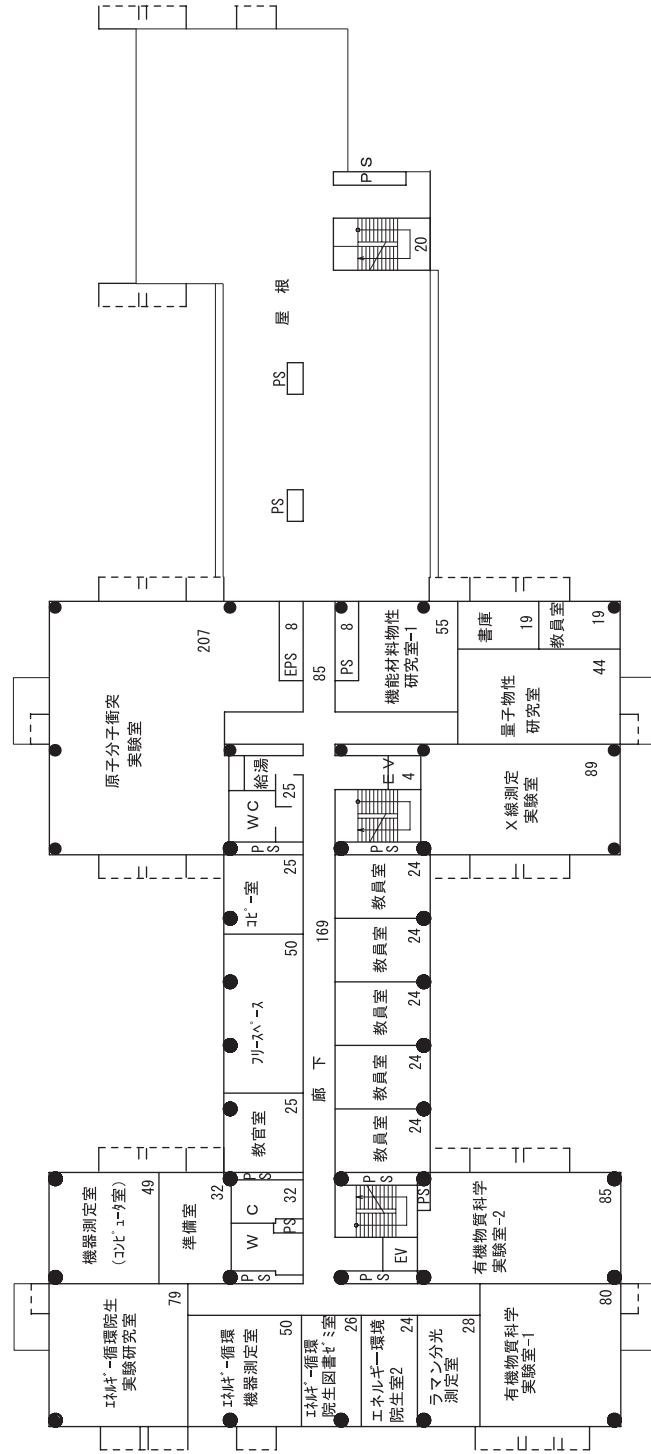 エネルギー循環院生
実験研究室
79
機器測定室
(コンピュータ室)
49
準備室
32
エネルギー循環
機器測定室
50
W C
32
PS
PS
PS
エネルギー循環
院生図書ゼミ室
26
エネルギー環境
院生室2
24
EV
PS
PS
PS
ラマン分光
測定室
28
有機物質科学
実験室-1
80
有機物質科学
実験室-2
85
教官室
25
フリースペース
50
コピー室
25
廊 下
169
教員室
24
教員室
24
教員室
24
教員室
24
教員室
24
原子分子衝突
実験室
207
PS
WC
給湯
25
EPS
8
85
PS
8
PS
EV
4
機能材料物性
研究室-1
55
X線測定
実験室
89
量子物性
研究室
44
書庫
19
教員室
19
PS
PS
屋 根
20
PS